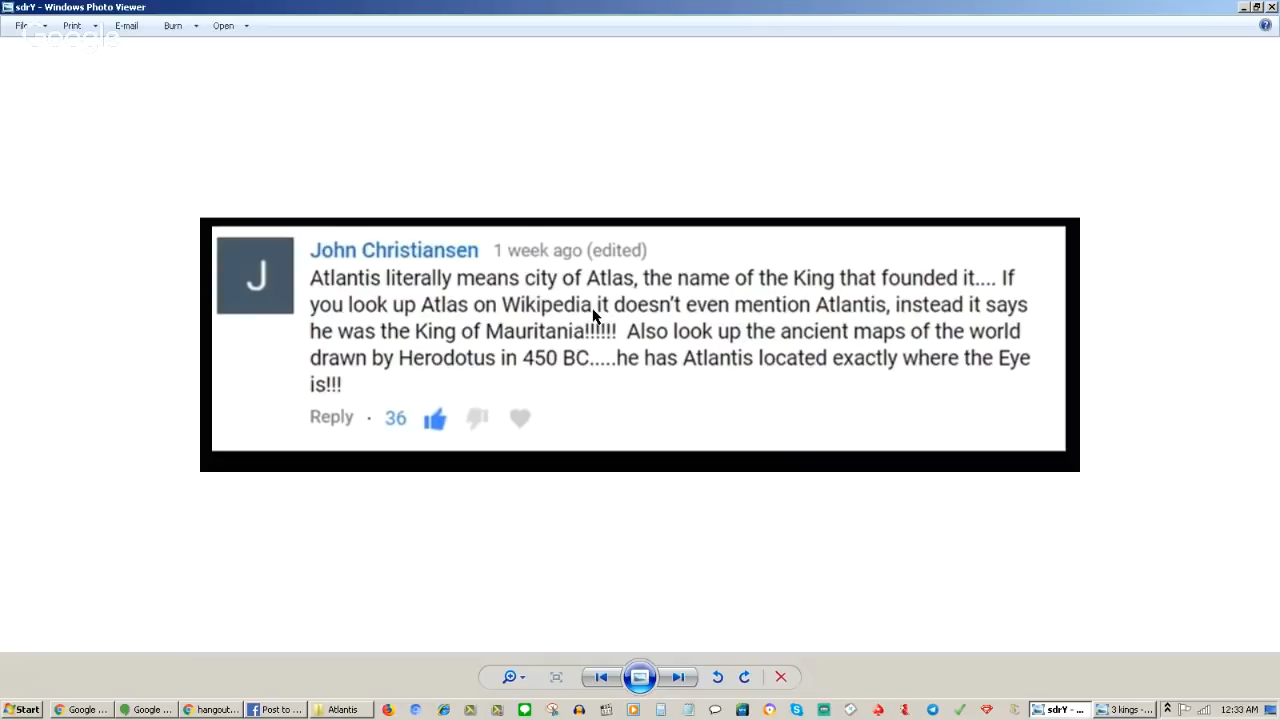 sdrY - Windows Photo Viewer
File Print E-mail Burn Open
Google
J
John Christiansen 1 week ago (edited)
Atlantis literally means city of Atlas, the name of the King that founded it.... If
you look up Atlas on Wikipedia,it doesn't even mention Atlantis, instead it says
he was the King of Mauritania!!!!!! Also look up the ancient maps of the world
drawn by Herodotus in 450 BC.....he has Atlantis located exactly where the Eye
is!!!
Reply · 36
Start Google ... Google ... hangout... Post to ... Atlantis sdrY - ... 3 kings -... 2:33 AM